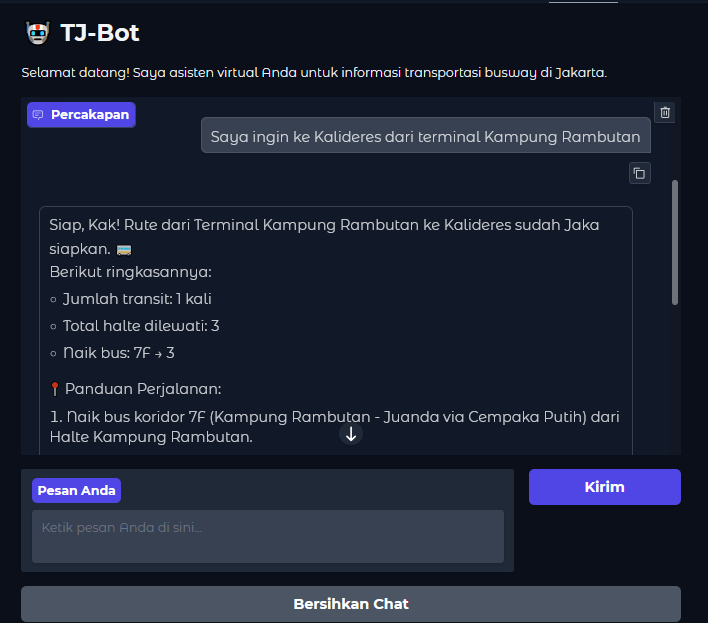 TJ-Bot
Selamat datang! Saya asisten virtual Anda untuk informasi transportasi busway di Jakarta.
Percakapan
Saya ingin ke Kalideres dari terminal Kampung Rambutan
Siap, Kak! Rute dari Terminal Kampung Rambutan ke Kalideres sudah Jaka
siapkan. 🚌
Berikut ringkasannya:
◦ Jumlah transit: 1 kali
◦ Total halte dilewati: 3
◦ Naik bus: 7F → 3
📍 Panduan Perjalanan:
1. Naik bus koridor 7F (Kampung Rambutan - Juanda via Cempaka Putih) dari
Halte Kampung Rambutan.
Pesan Anda
Ketik pesan Anda di sini...
Kirim
Bersihkan Chat